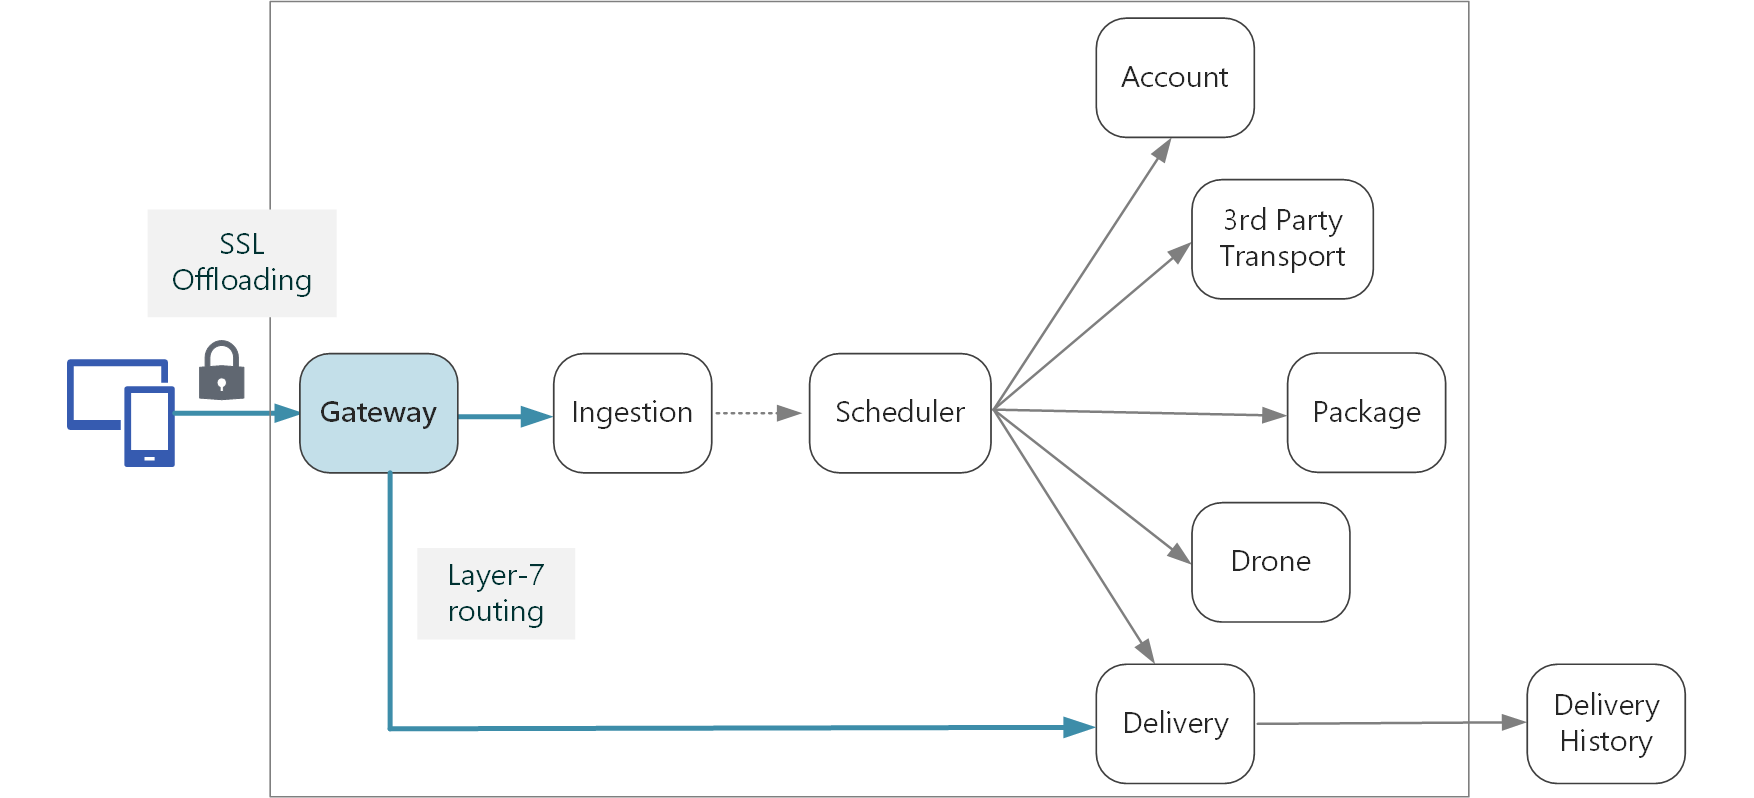 Account
3rd Party
Transport
SSL
Offloading
Gateway
Ingestion
Scheduler
Package
Layer-7
routing
Drone
Delivery
Delivery
History